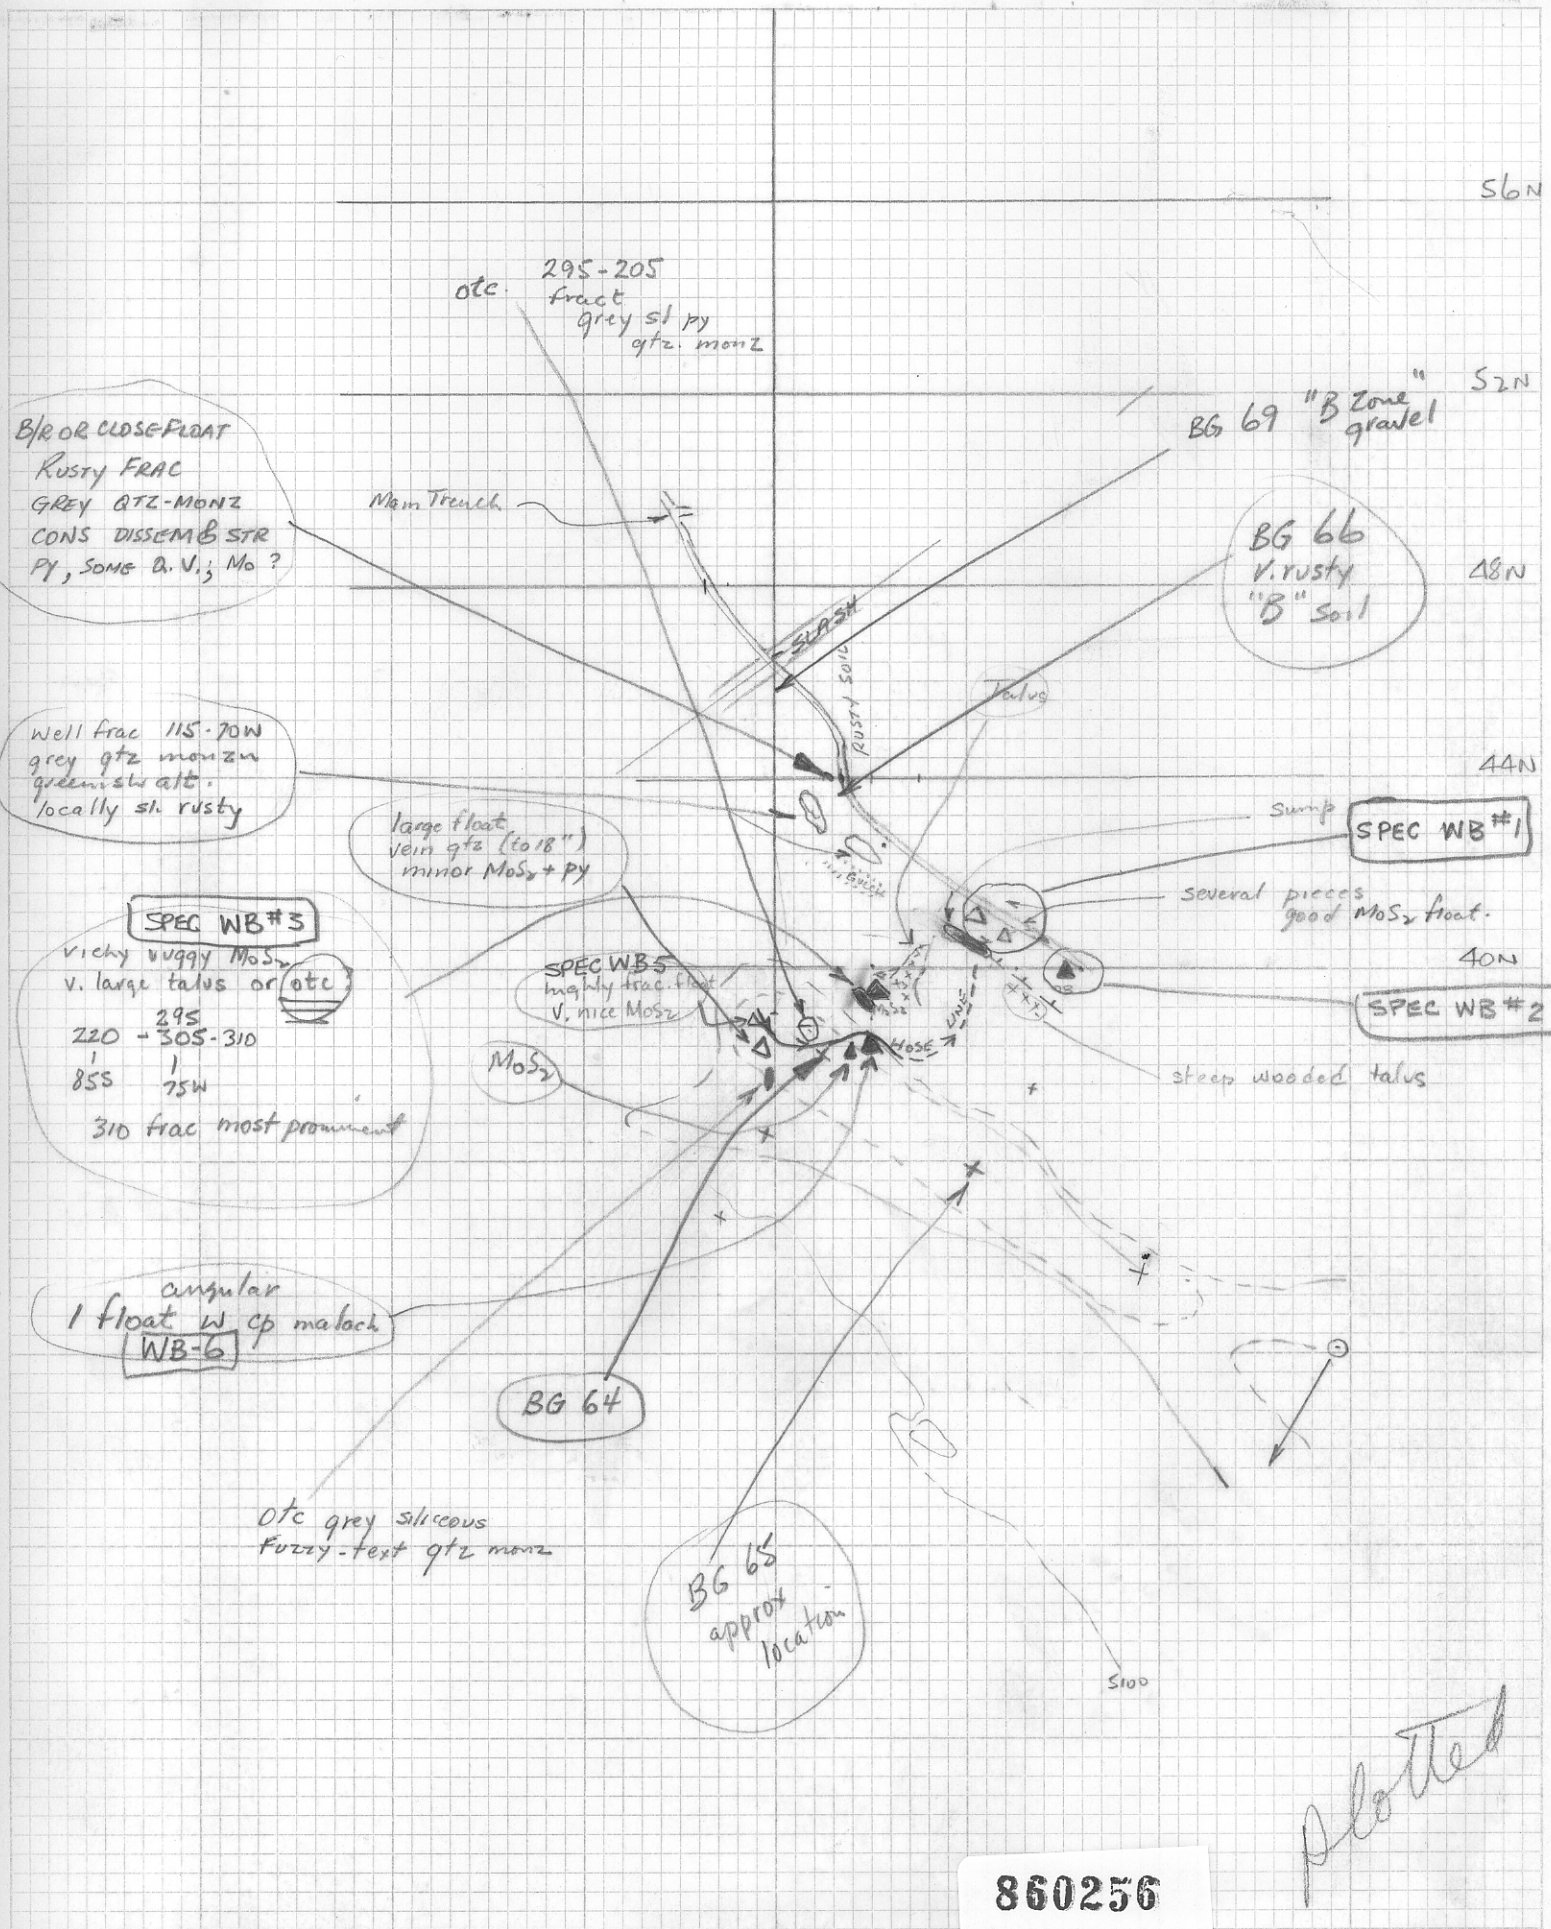 56N
295-205
otc. fract
grey sl py
qtz. monz
52N
BG 69 "B Zone"
gravel
B/R OR CLOSE FLOAT
RUSTY FRAC
GREY QTZ-MONZ
CONS DISSEM & STR
PY, SOME Q.V.; Mo ?
Main Trench
BG 66
V. rusty
"B" Soil
48N
SLASH
RUSTY SOIL
Talus
Well frac 115-70W
grey qtz monzn
greenish alt.
locally sl. rusty
44N
Sump
SPEC WB #1
large float
vein qtz (to 18")
minor MoS2 + py
Gulch
several pieces
good MoS2 float.
SPEC WB #3
vuggy MoS2
v. large talus or otc?
295
220 - 305-310
85S 75W
310 frac most prominent
SPEC WB5
highly frac. float
V. nice MoS2
40N
SPEC WB #2
MoS2
HOSE LINE
MoS2
steep wooded talus
angular
1 float w cp malach
WB-6
BG 64
otc grey siliceous
Fuzzy-text qtz monz
BG 65
approx
location
5100
plotted
860256